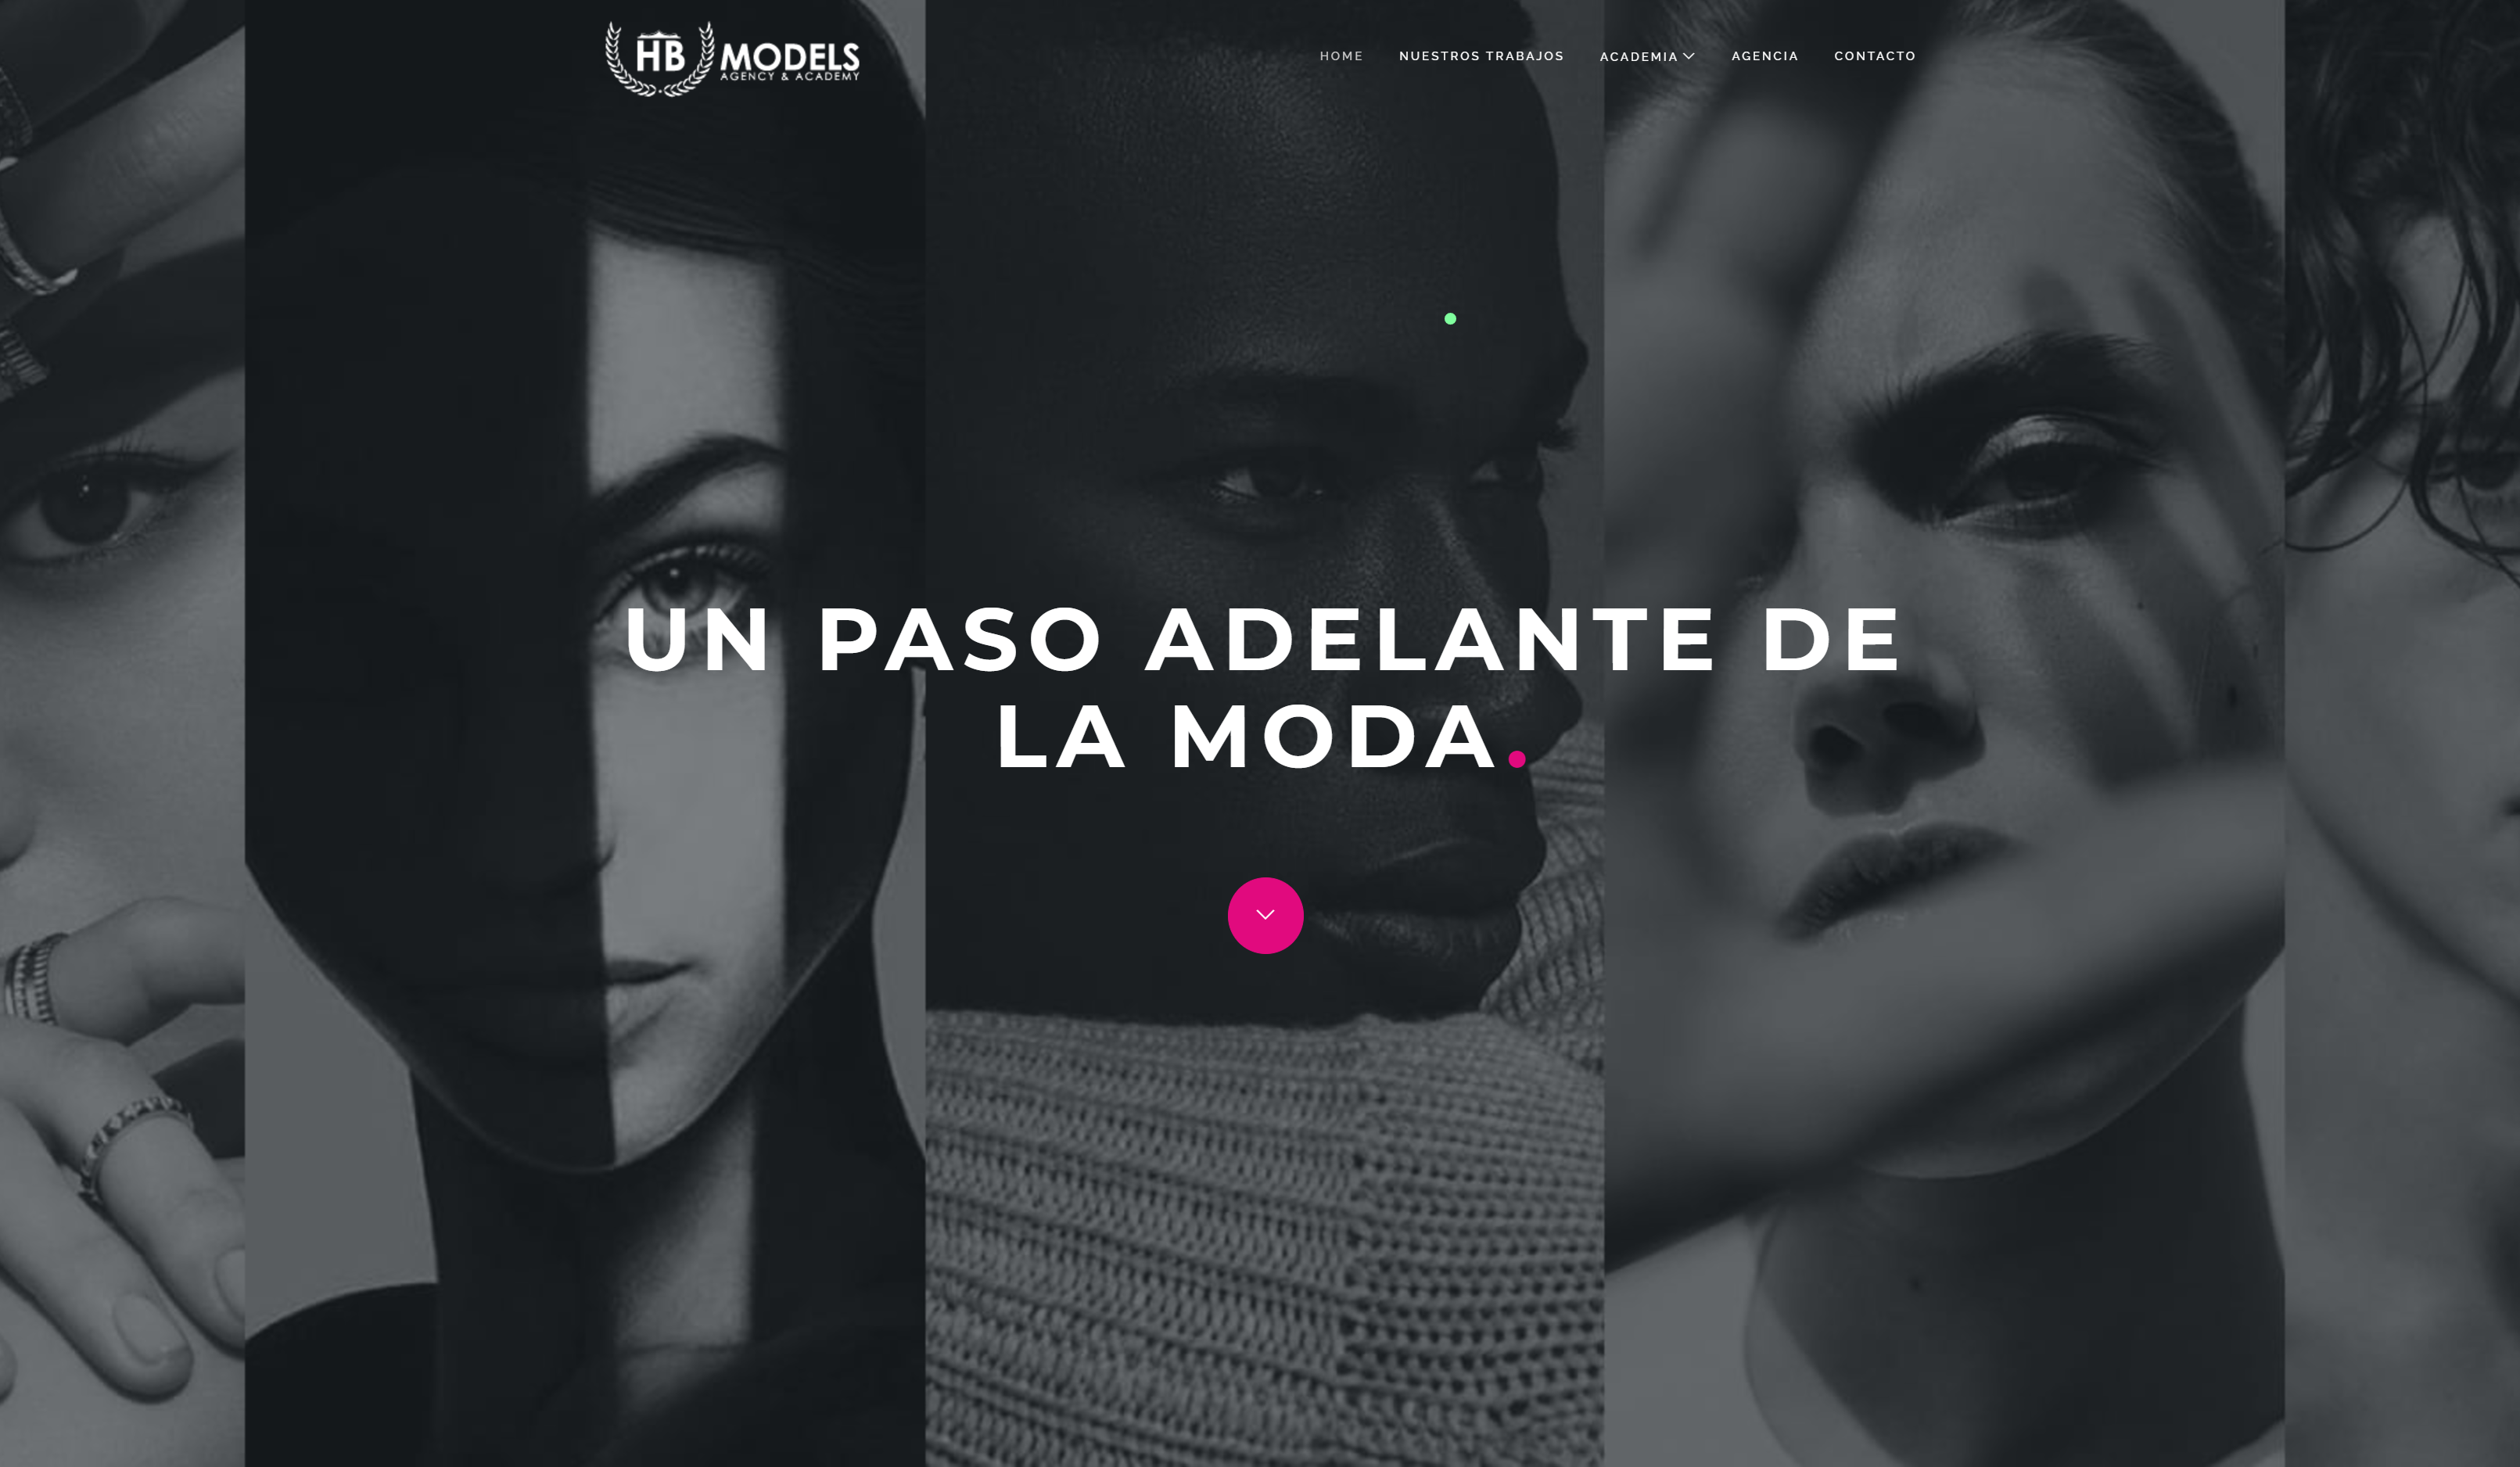 HB MODELS
AGENCY & ACADEMY
HOME NUESTROS TRABAJOS ACADEMIA AGENCIA CONTACTO
UN PASO ADELANTE DE
LA MODA.